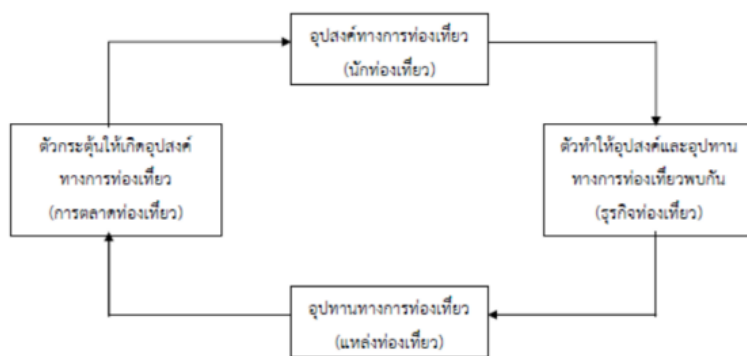 อุปสงค์ทางการท่องเที่ยว
(นักท่องเที่ยว)
ตัวกระตุ้นให้เกิดอุปสงค์
ทางการท่องเที่ยว
(การตลาดท่องเที่ยว)
ตัวทำให้อุปสงค์และอุปทาน
ทางการท่องเที่ยวพบกัน
(ธุรกิจท่องเที่ยว)
อุปทานทางการท่องเที่ยว
(แหล่งท่องเที่ยว)